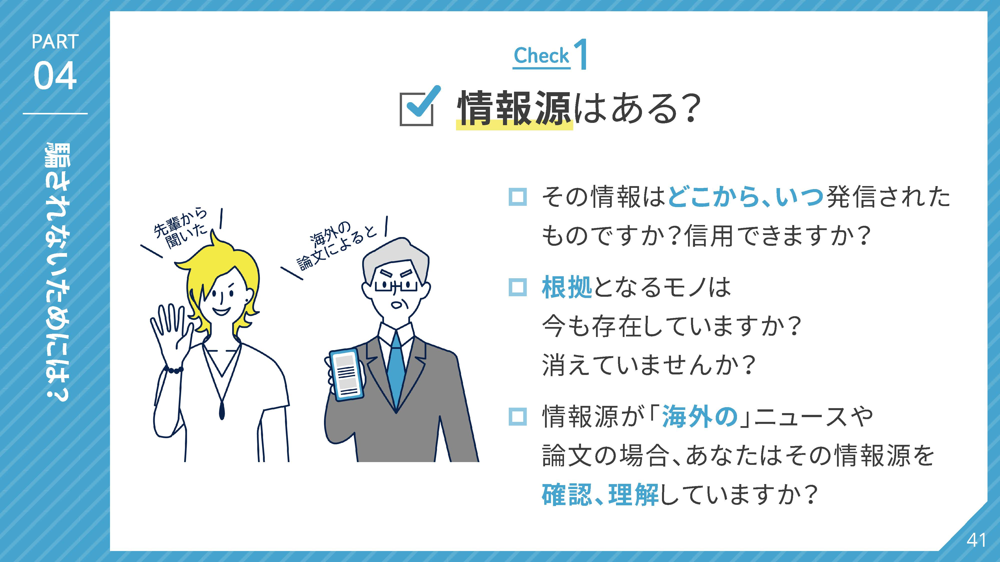 PART
04
騙されないためには？
Check 1
情報源はある？
先輩から
聞いた
海外の
論文によると
その情報はどこから、いつ発信された
ものですか？信用できますか？
根拠となるモノは
今も存在していますか？
消えていませんか？
情報源が「海外の」ニュースや
論文の場合、あなたはその情報源を
確認、理解していますか？
41